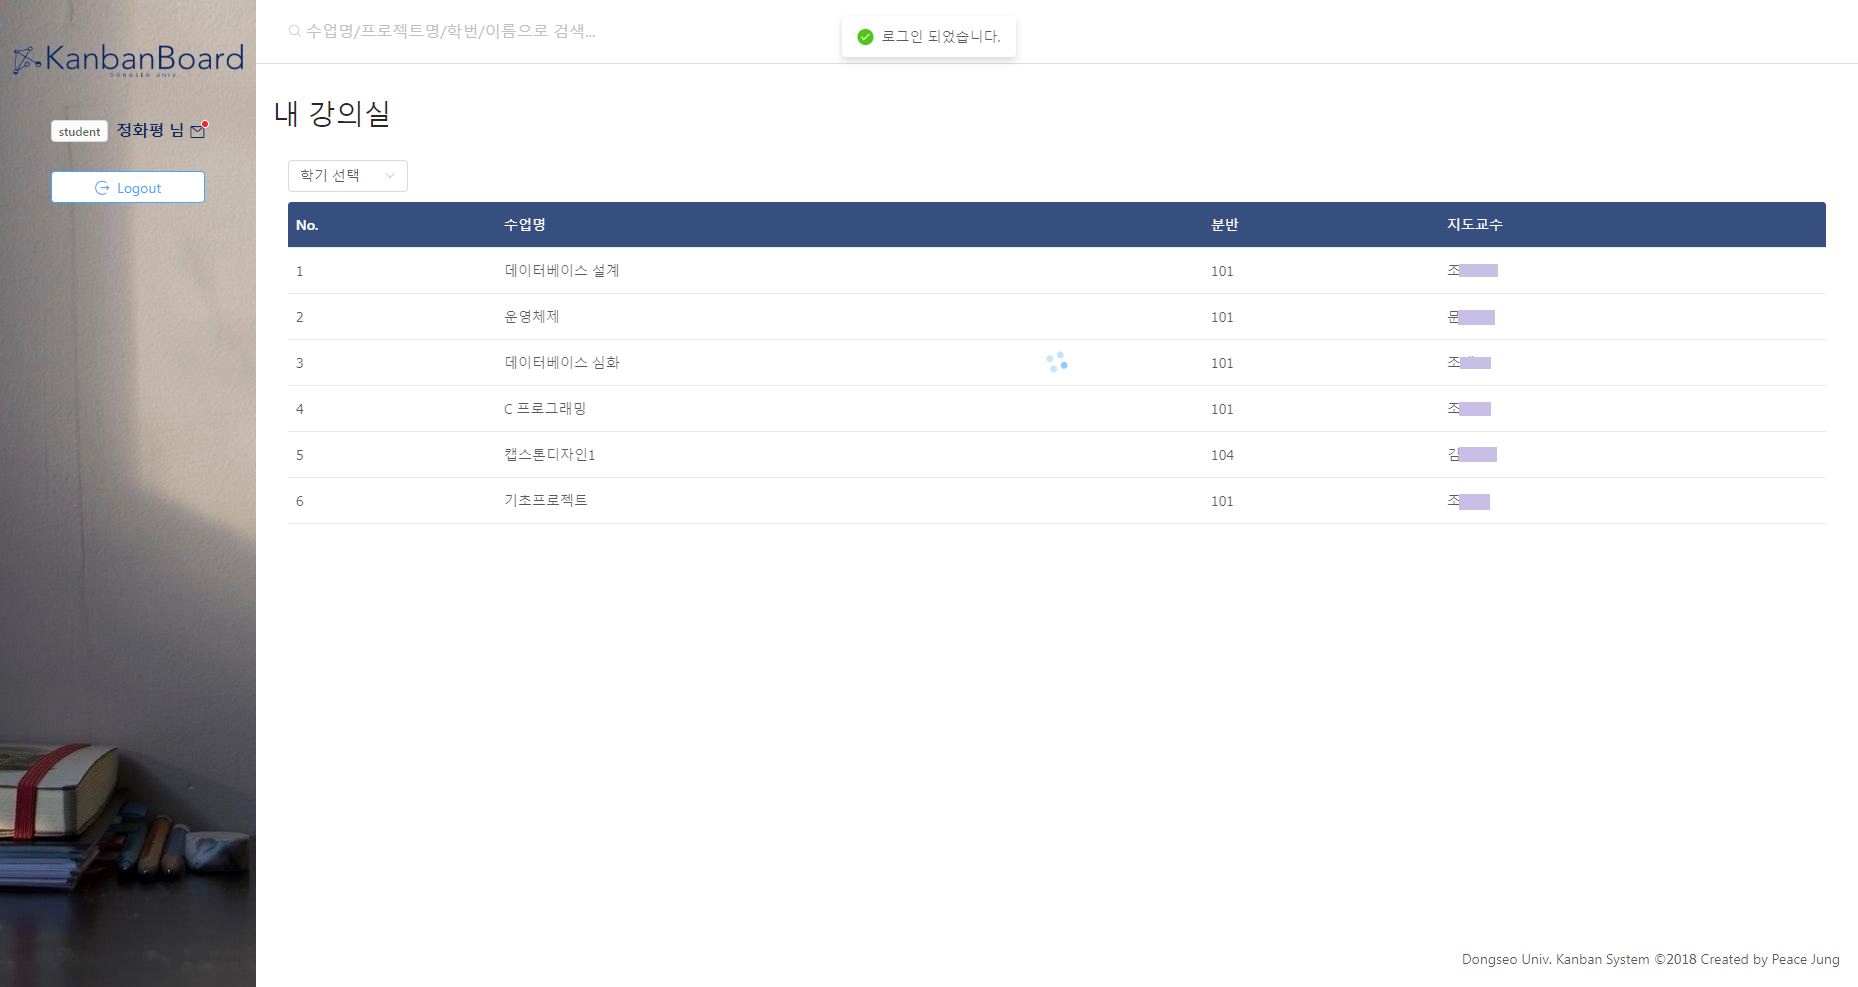 KanbanBoard
DONGSEO UNIV.
student 정화평 님
Logout
수업명/프로젝트명/학번/이름으로 검색...
로그인 되었습니다.
내 강의실
학기 선택
No. 수업명 분반 지도교수
1 데이터베이스 설계 101 조
2 운영체제 101 문
3 데이터베이스 심화 101 조
4 C 프로그래밍 101 조
5 캡스톤디자인1 104 김
6 기초프로젝트 101 조
Dongseo Univ. Kanban System ©2018 Created by Peace Jung